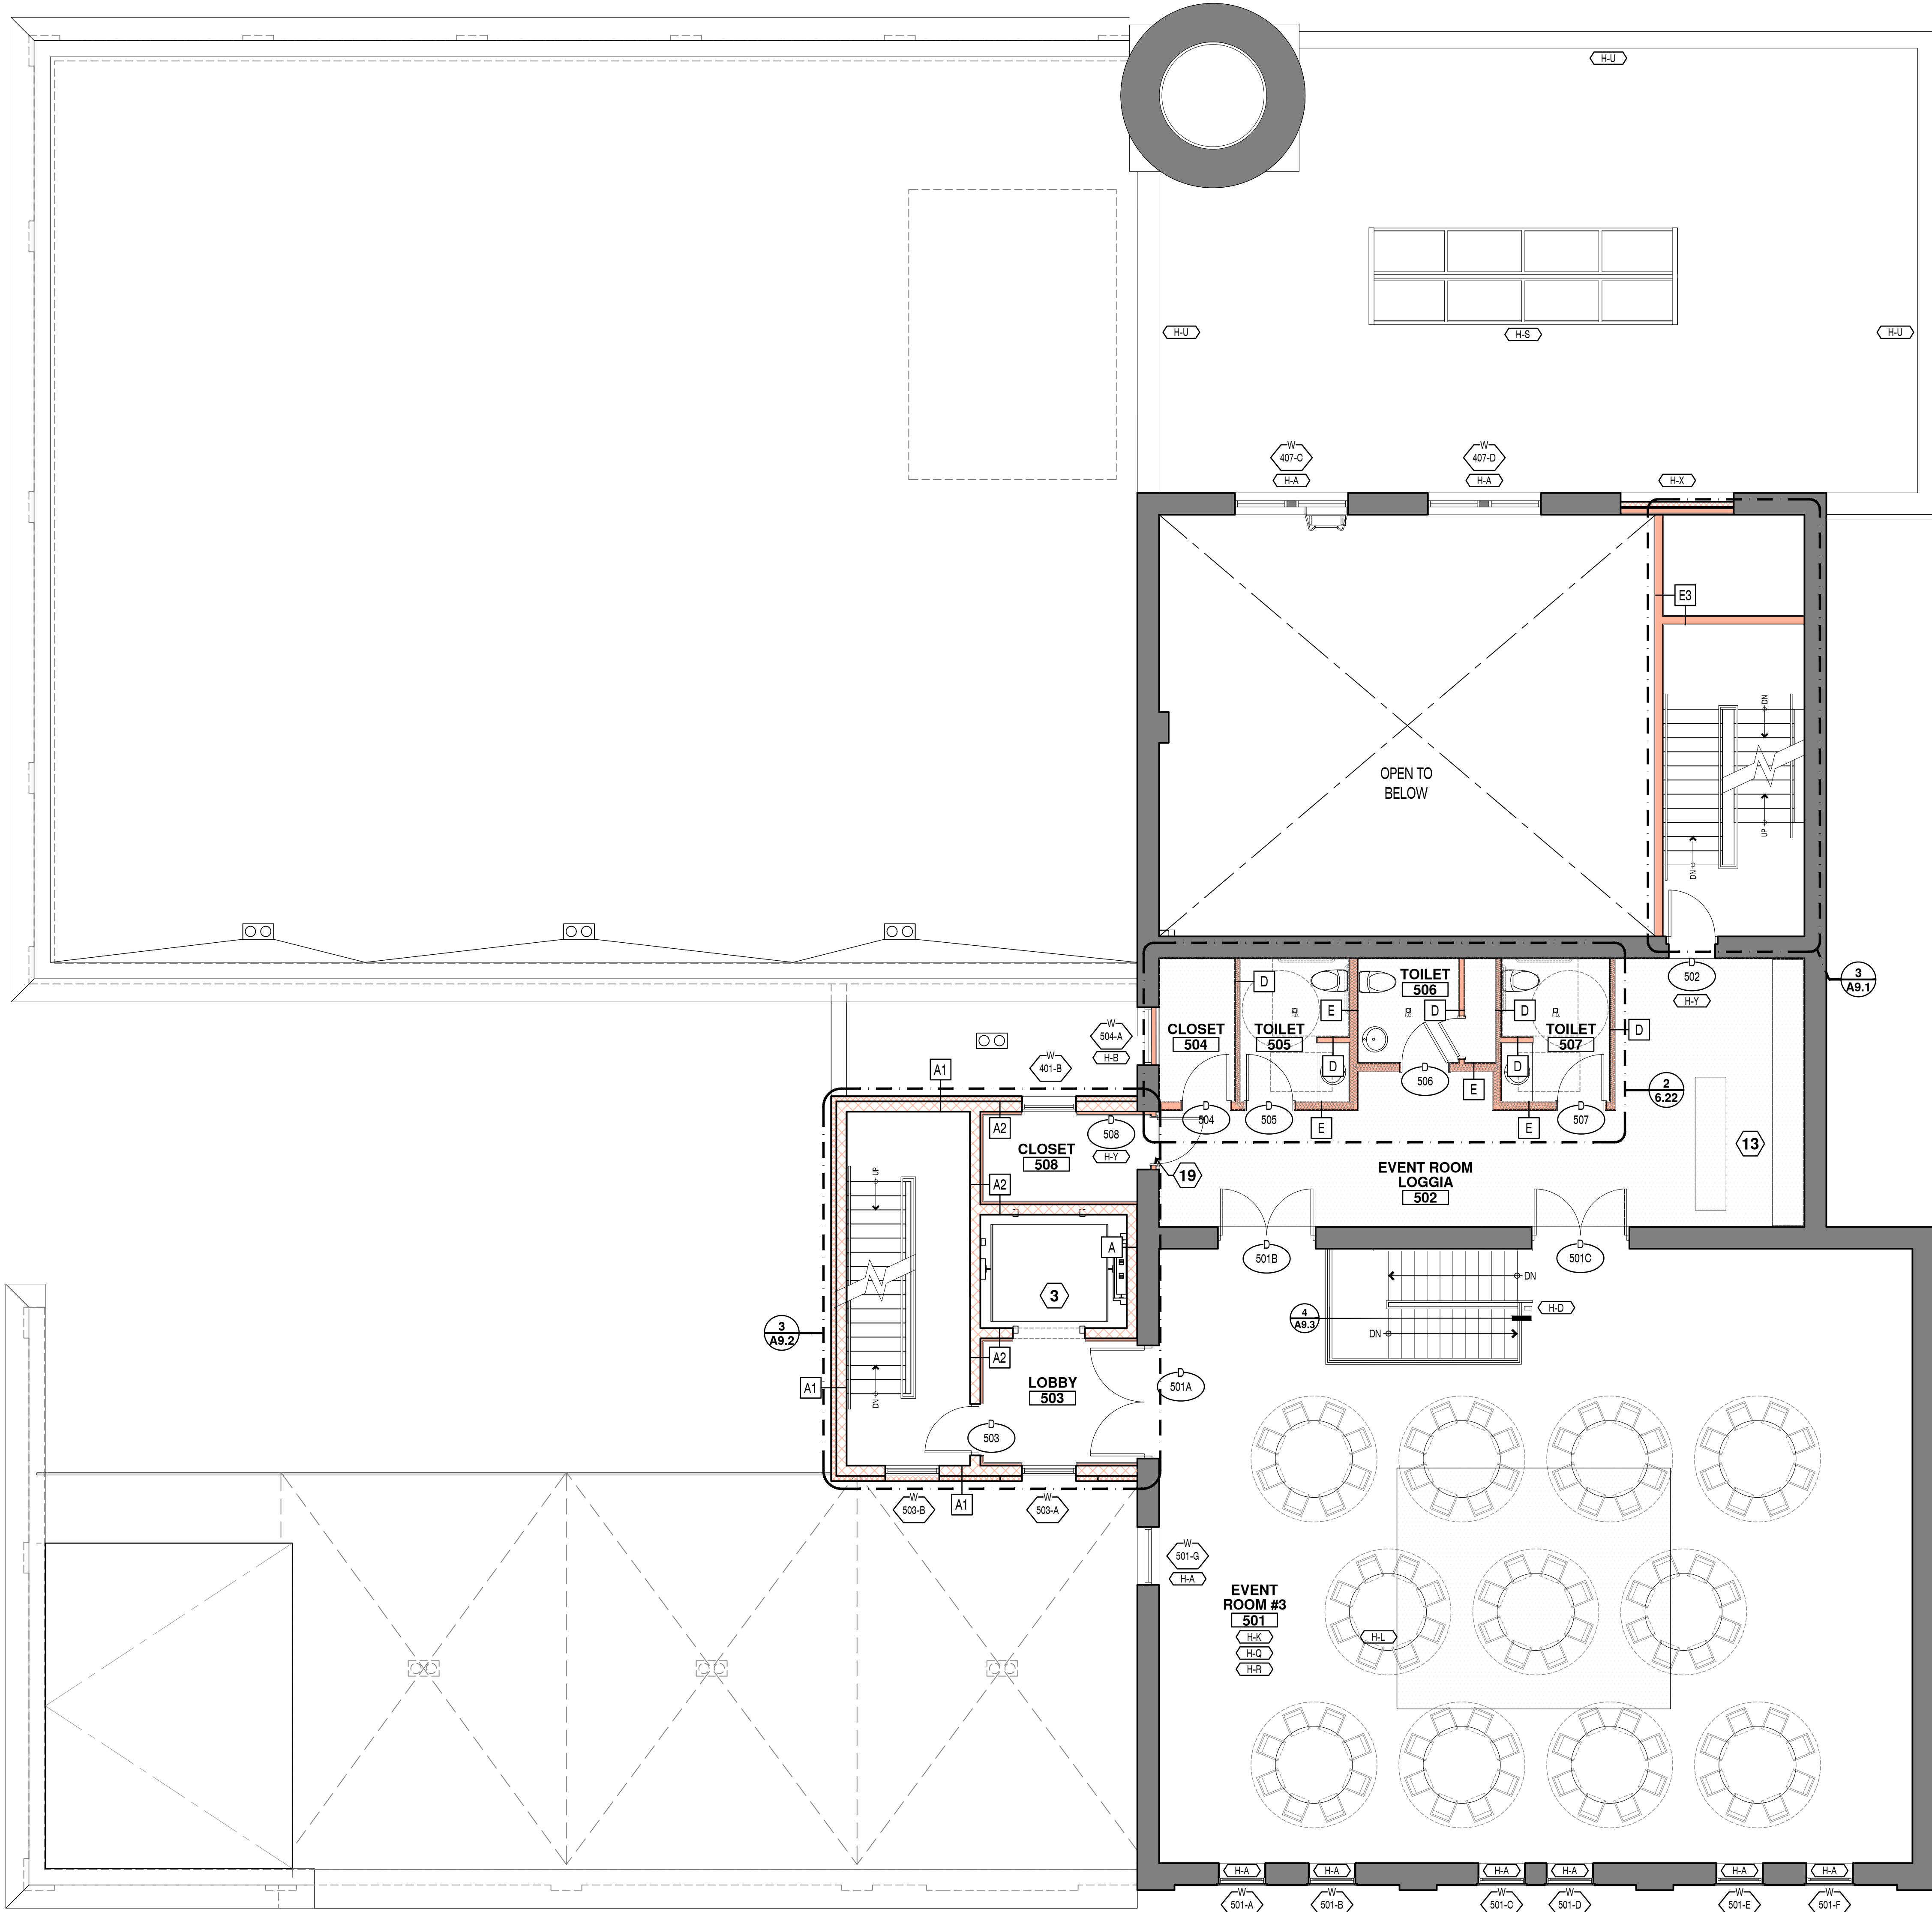 H-U
H-U
H-S
H-U
W
407-C
H-A
W
407-D
H-A
H-X
E3
DN
UP
DN
OPEN TO
BELOW
D
502
H-Y
3
A9.1
W
504-A
H-B
CLOSET
504
D
TOILET
505
F.D.
E
D
TOILET
506
F.D.
D
D
TOILET
507
F.D.
D
D
D
504
D
505
E
D
506
E
E
D
507
2
6.22
13
A1
W
401-B
A2
D
508
H-Y
CLOSET
508
19
EVENT ROOM
LOGGIA
502
UP
A2
A
3
D
501B
D
501C
DN
H-D
4
A9.3
DN
3
A9.2
A2
A1
DN
LOBBY
503
D
501A
D
503
W
503-B
A1
W
503-A
W
501-G
H-A
EVENT
ROOM #3
501
H-K
H-Q
H-R
H-L
H-A
H-A
H-A
H-A
H-A
H-A
W
501-A
W
501-B
W
501-C
W
501-D
W
501-E
W
501-F